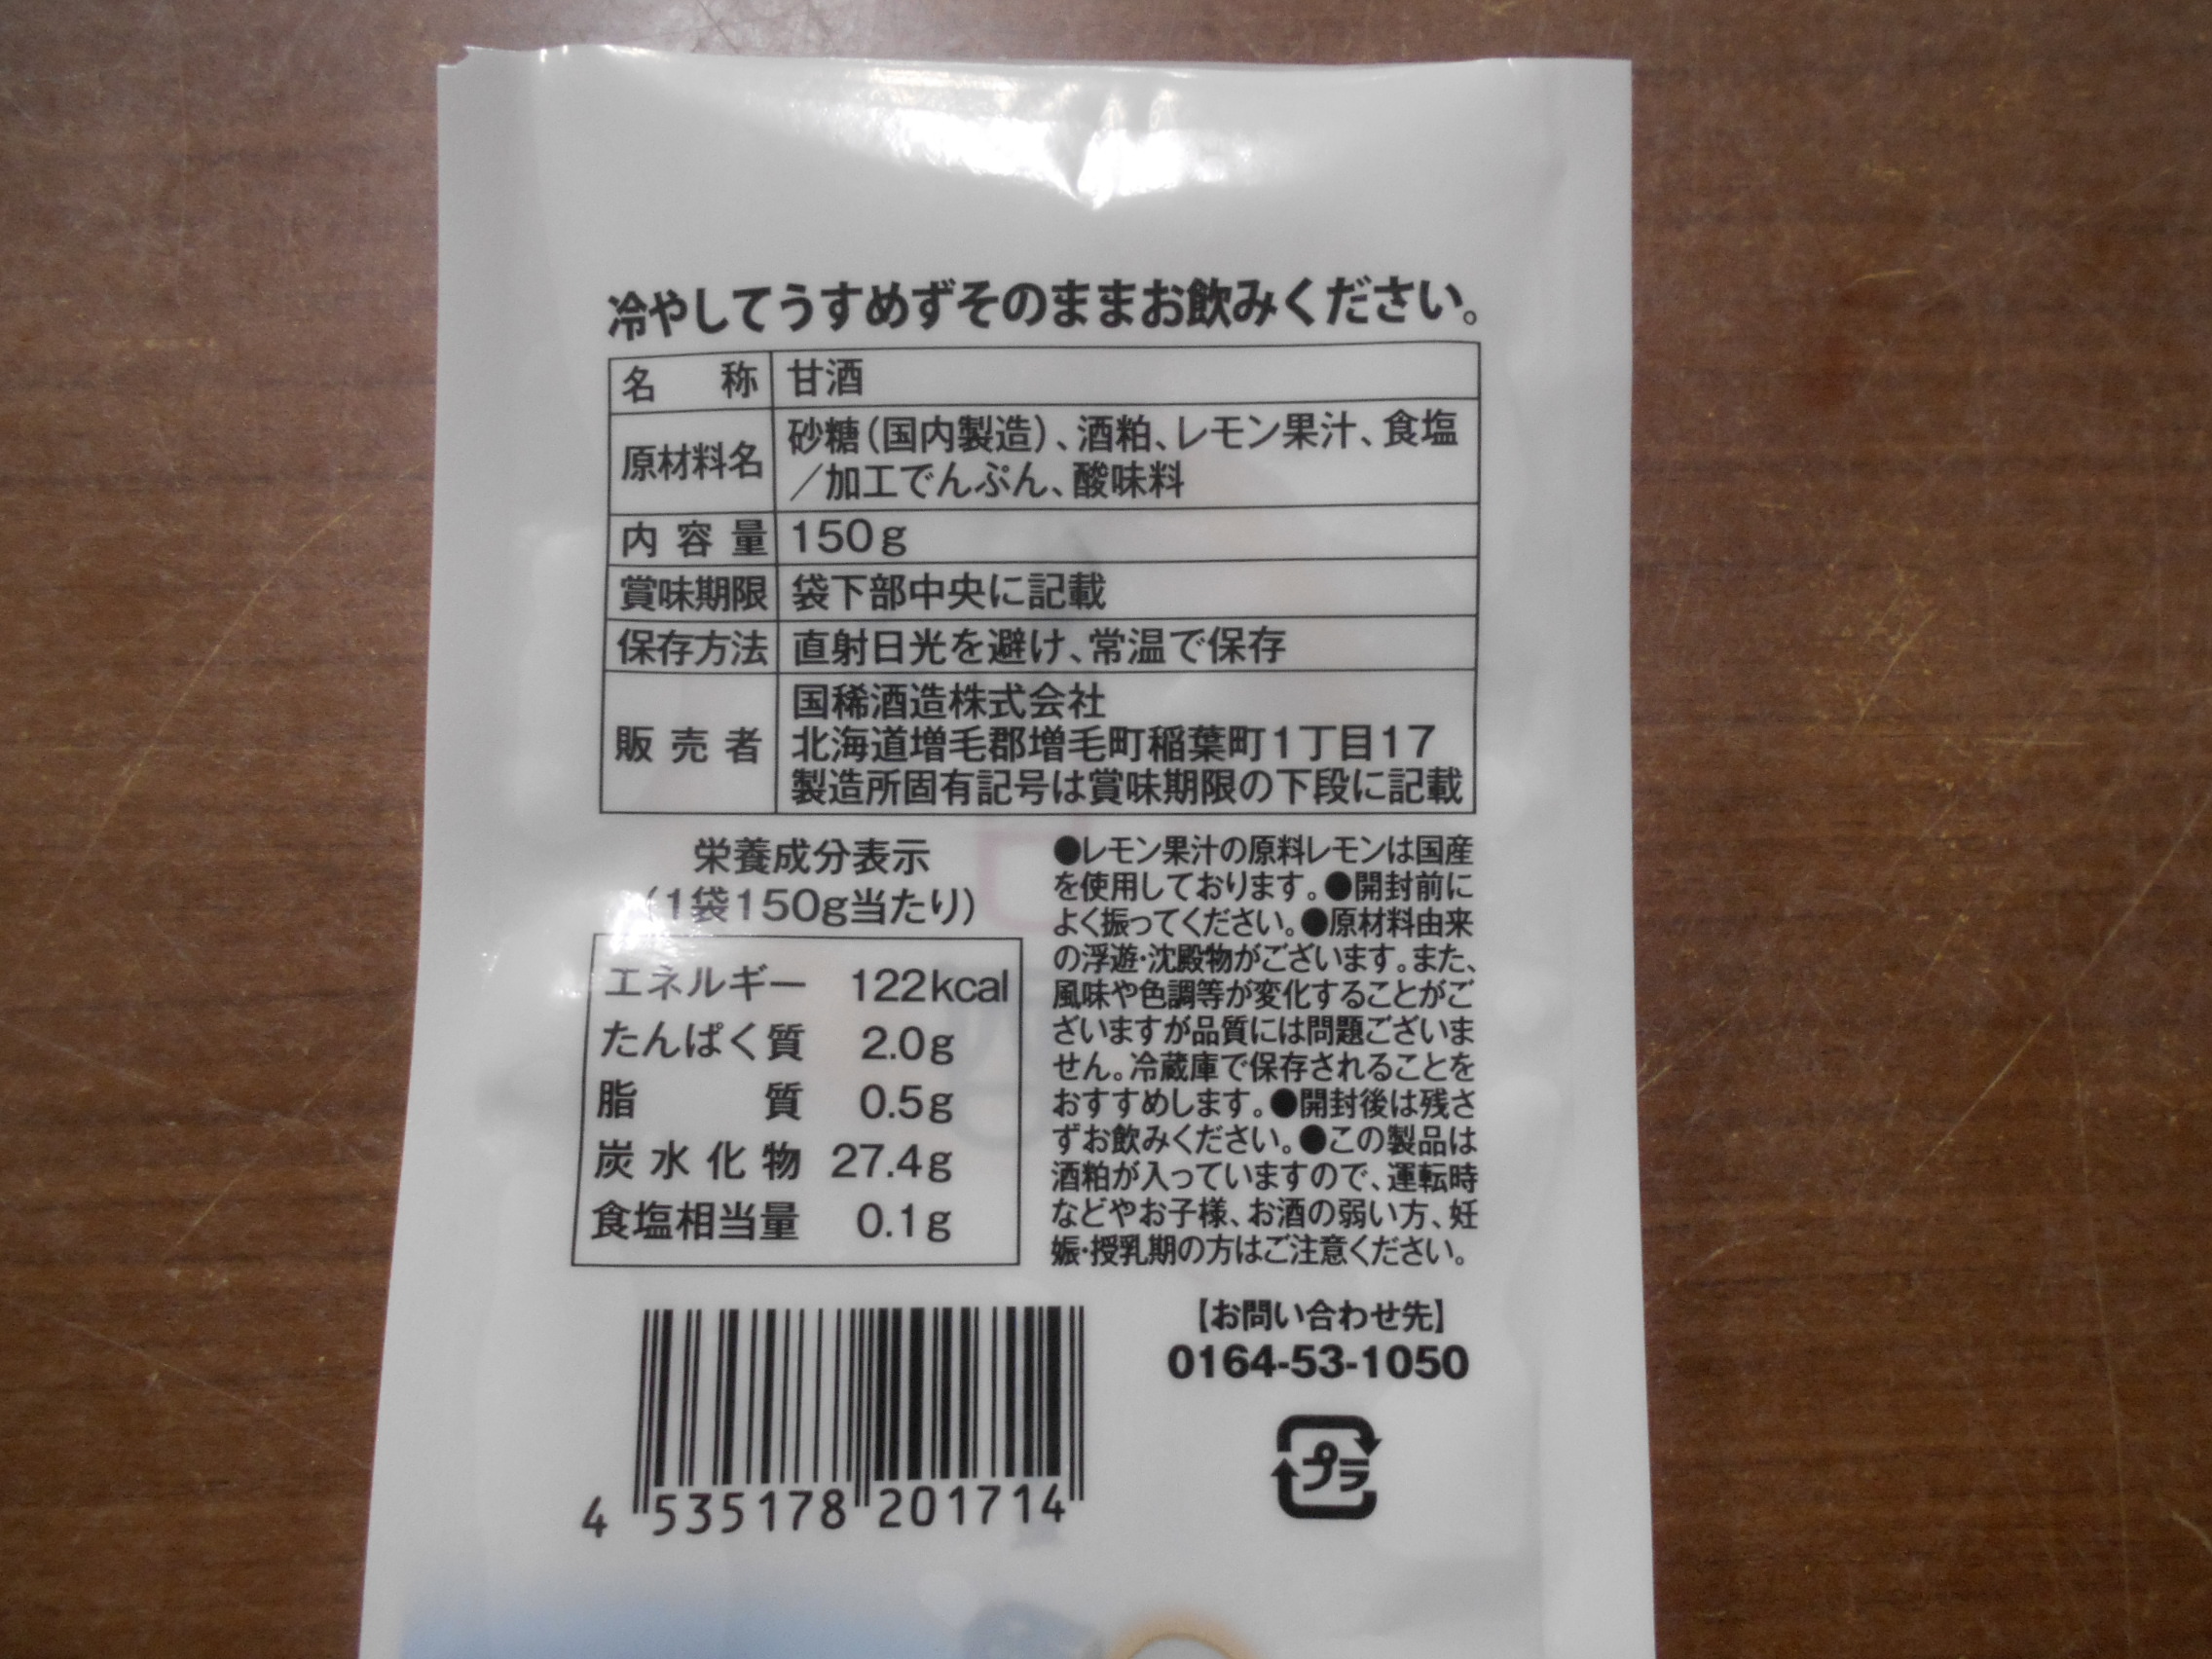 冷やしてうすめずそのままお飲みください。
名 称 甘酒
原材料名 砂糖(国内製造)、酒粕、レモン果汁、食塩
/加工でんぷん、酸味料
内容量 150g
賞味期限 袋下部中央に記載
保存方法 直射日光を避け、常温で保存
販売者 国稀酒造株式会社
北海道増毛郡増毛町稲葉町1丁目17
製造所固有記号は賞味期限の下段に記載
栄養成分表示
(1袋150g当たり)
エネルギー 122kcal
たんぱく質 2.0g
脂質 0.5g
炭水化物 27.4g
食塩相当量 0.1g
●レモン果汁の原料レモンは国産
を使用しております。●開封前に
よく振ってください。●原材料由来
の浮遊・沈殿物がございます。また、
風味や色調等が変化することがご
ざいますが品質には問題ございま
せん。冷蔵庫で保存されることを
おすすめします。●開封後は残さ
ずお飲みください。●この製品は
酒粕が入っていますので、運転時
などやお子様、お酒の弱い方、妊
娠・授乳期の方はご注意ください。
4 535178 201714
【お問い合わせ先】
0164-53-1050
プラ